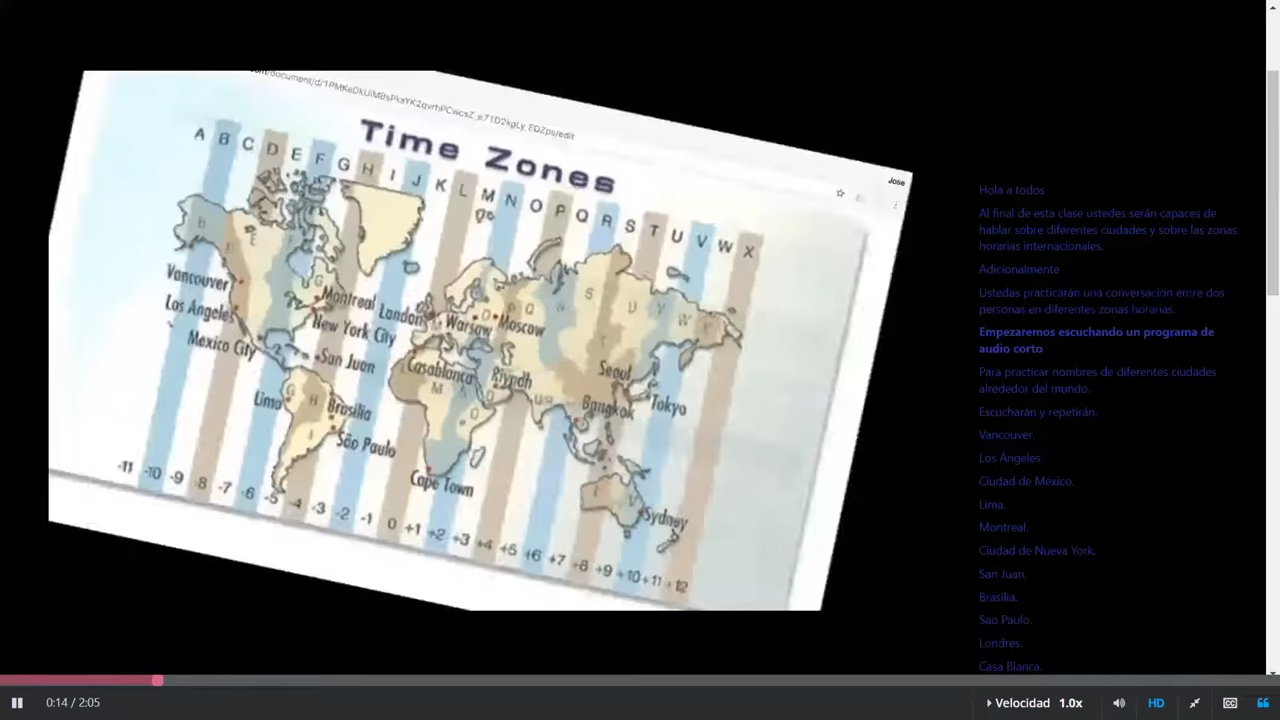 Time Zones
Jose
A B C D E F G H I J K L M N O P Q R S T U V W X
Vancouver
Los Angeles
Mexico City
Montreal
London
New York City
San Juan
Warsaw
Moscow
Casablanca
Riyadh
Seoul
Bangkok
Tokyo
Lima
Brasilia
São Paulo
Cape Town
Sydney
-11 -10 -9 -8 -7 -6 -5 -4 -3 -2 -1 0 +1 +2 +3 +4 +5 +6 +7 +8 +9 +10 +11 +12
Hola a todos
Al final de esta clase ustedes serán capaces de
hablar sobre diferentes ciudades y sobre las zonas
horarias internacionales.
Adicionalmente
Ustedes practicarán una conversación entre dos
personas en diferentes zonas horarias.
Empezaremos escuchando un programa de
audio corto
Para practicar nombres de diferentes ciudades
alrededor del mundo.
Escucharán y repetirán.
Vancouver.
Los Ángeles.
Ciudad de México.
Lima.
Montreal.
Ciudad de Nueva York.
San Juan.
Brasilia.
Sao Paulo.
Londres.
Casa Blanca.
0:14 / 2:05
Velocidad 1.0x
HD
CC